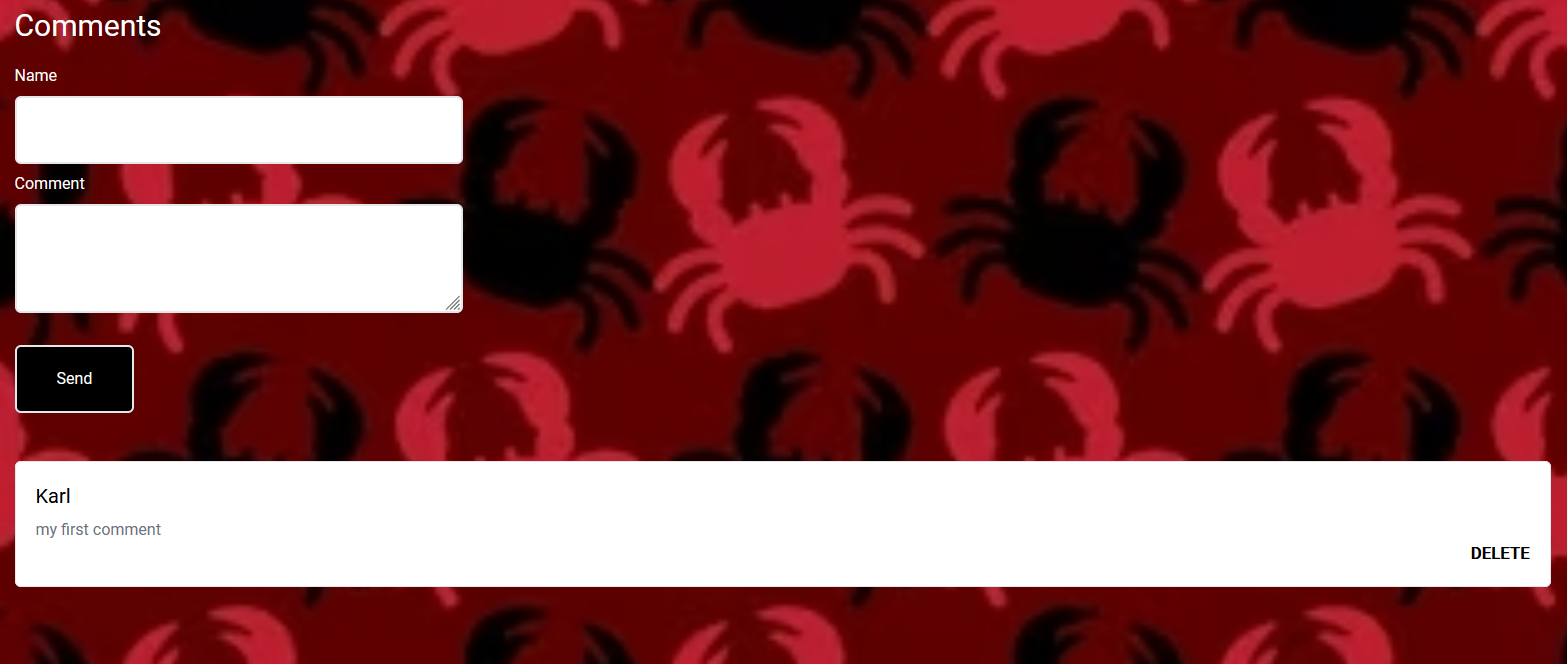 Comments
Name
Comment
Send
Karl
my first comment
DELETE